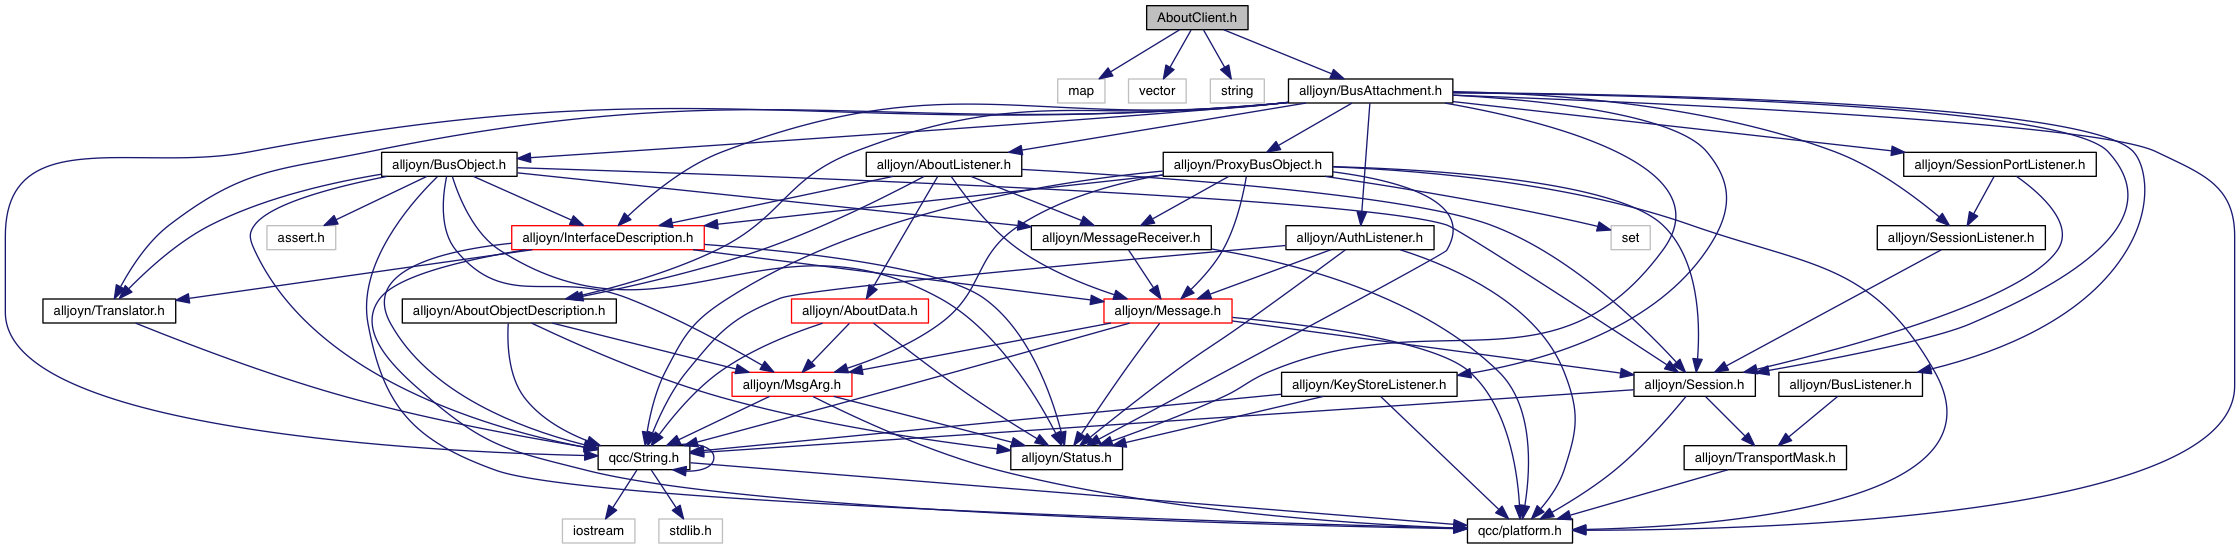 AboutClient.h
map
vector
string
alljoyn/BusAttachment.h
alljoyn/BusObject.h
alljoyn/AboutListener.h
alljoyn/ProxyBusObject.h
alljoyn/SessionPortListener.h
assert.h
alljoyn/InterfaceDescription.h
alljoyn/MessageReceiver.h
alljoyn/AuthListener.h
set
alljoyn/SessionListener.h
alljoyn/Translator.h
alljoyn/AboutObjectDescription.h
alljoyn/AboutData.h
alljoyn/Message.h
alljoyn/MsgArg.h
alljoyn/KeyStoreListener.h
alljoyn/Session.h
alljoyn/BusListener.h
qcc/String.h
alljoyn/Status.h
alljoyn/TransportMask.h
iostream
stdlib.h
qcc/platform.h